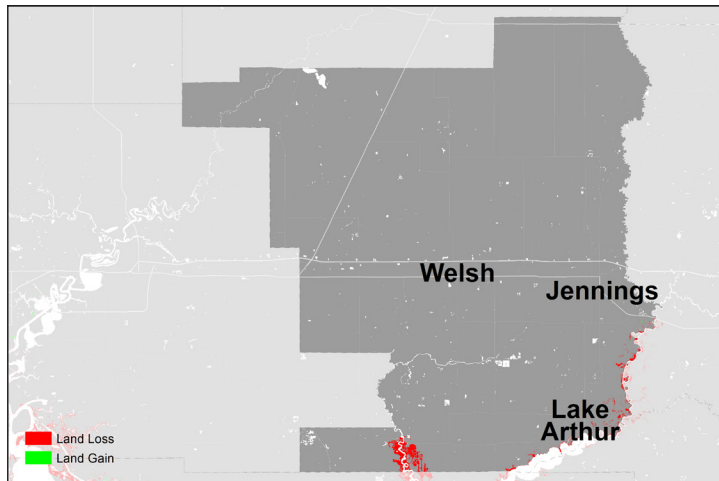 Welsh
Jennings
Lake
Arthur
Land Loss
Land Gain